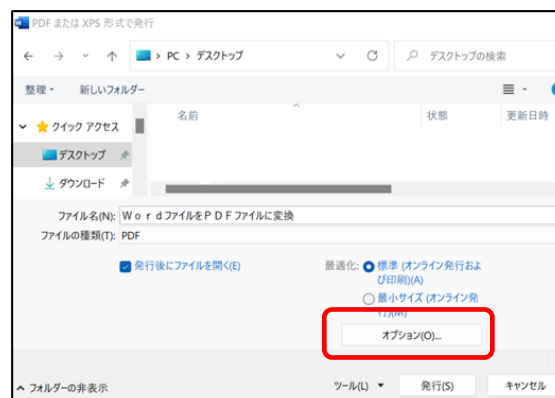 PDF または XPS 形式で発行
PC › デスクトップ
デスクトップの検索
整理
新しいフォルダー
名前
状態
更新日時
クイック アクセス
デスクトップ
ダウンロード
ファイル名(N): ＷｏｒｄファイルをＰＤＦファイルに変換
ファイルの種類(T): PDF
発行後にファイルを開く(E)
最適化:
標準 (オンライン発行およ
び印刷)(A)
最小サイズ (オンライン発
行)(M)
オプション(O)...
フォルダーの非表示
ツール(L)
発行(S)
キャンセル